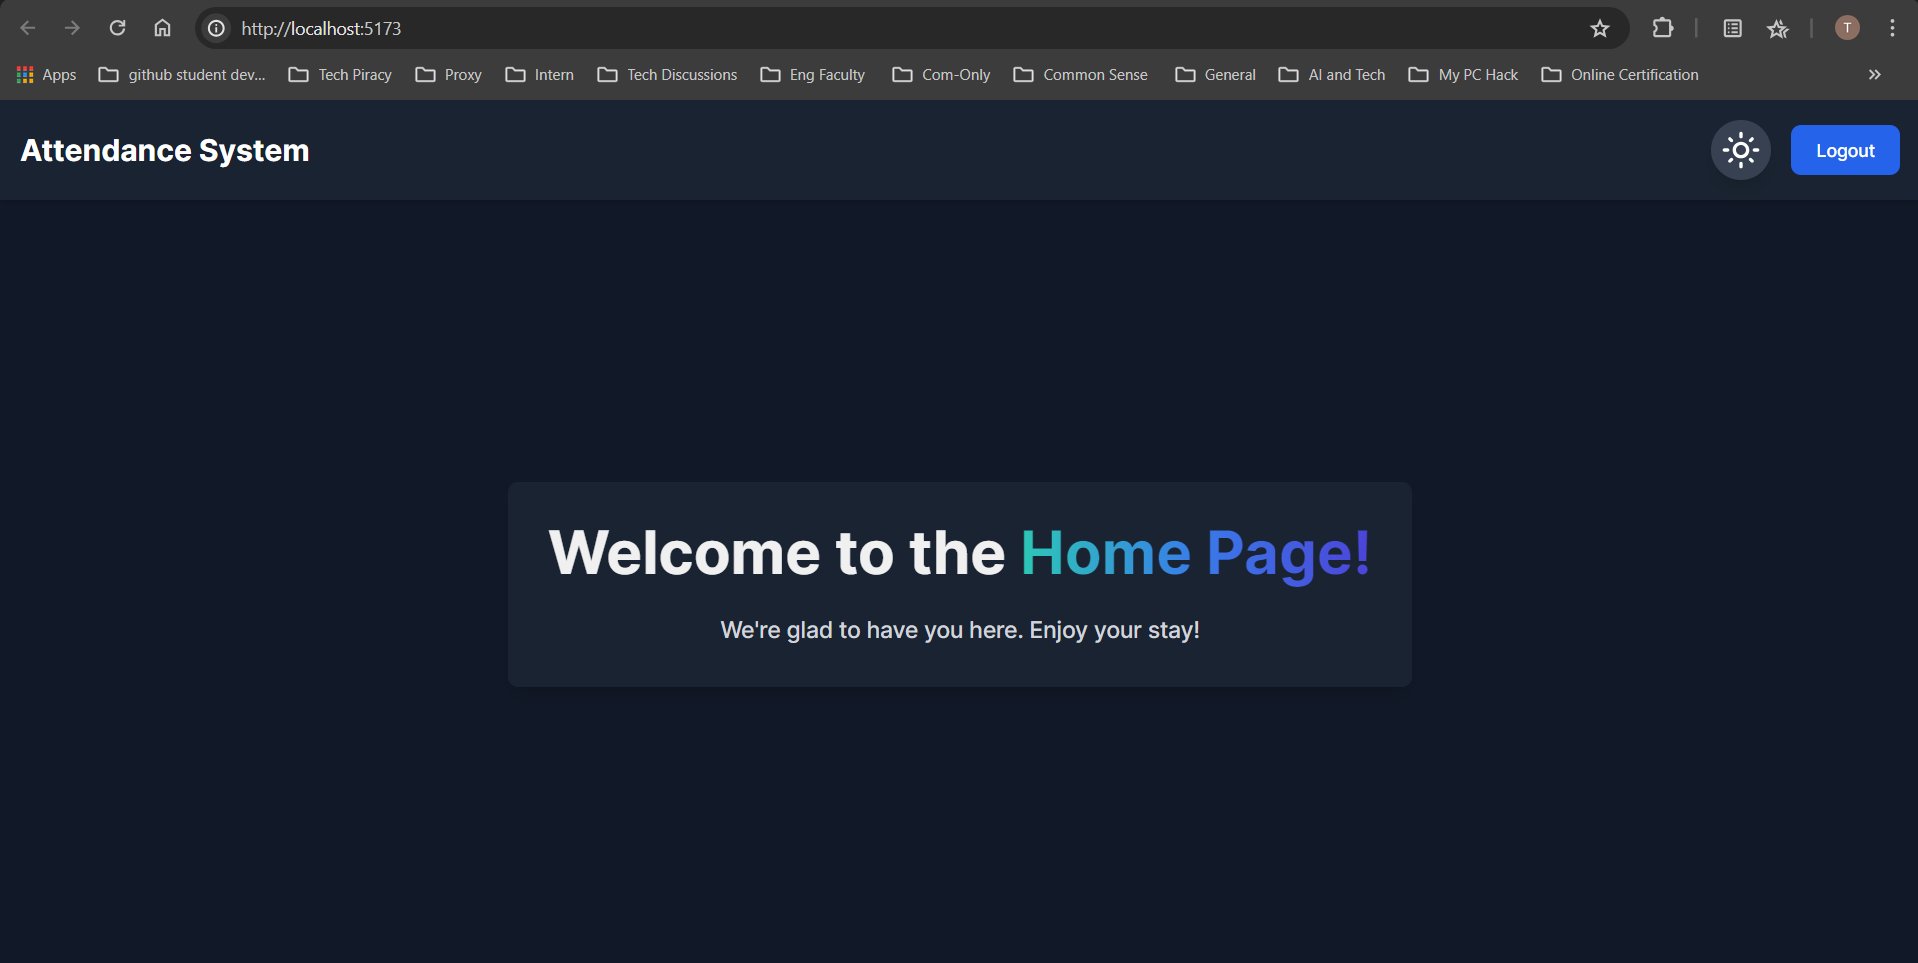 http://localhost:5173
T
Apps github student dev... Tech Piracy Proxy Intern Tech Discussions Eng Faculty Com-Only Common Sense General AI and Tech My PC Hack Online Certification
Attendance System
Logout
Welcome to the Home Page!
We're glad to have you here. Enjoy your stay!